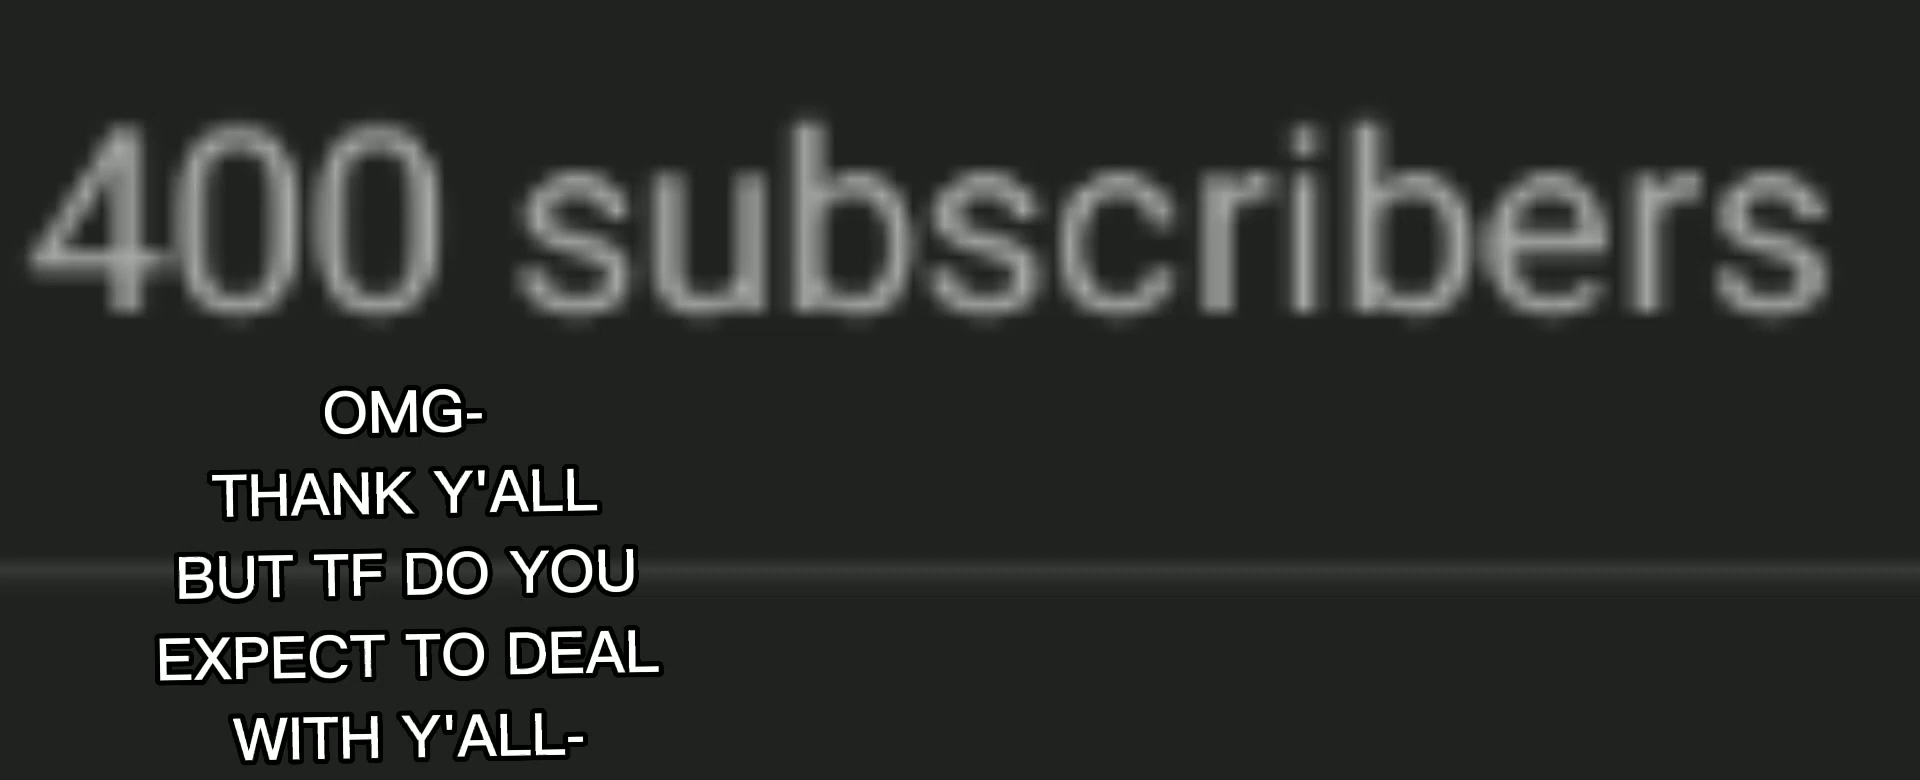 400 subscribers
OMG-
THANK Y'ALL
BUT TF DO YOU
EXPECT TO DEAL
WITH Y'ALL-